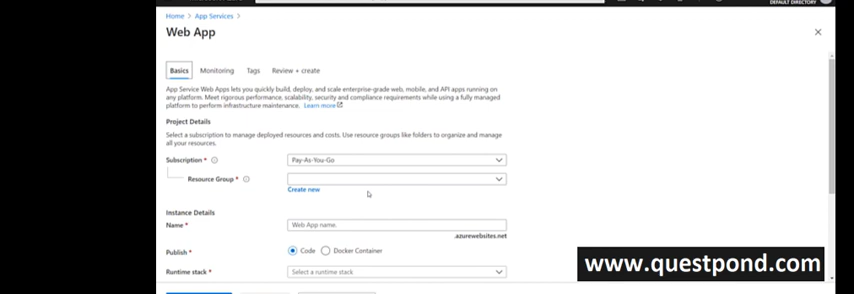 DEFAULT DIRECTORY
Home > App Services >
Web App
Basics Monitoring Tags Review + create
App Service Web Apps lets you quickly build, deploy, and scale enterprise-grade web, mobile, and API apps running on
any platform. Meet rigorous performance, scalability, security and compliance requirements while using a fully managed
platform to perform infrastructure maintenance. Learn more
Project Details
Select a subscription to manage deployed resources and costs. Use resource groups like folders to organize and manage
all your resources.
Subscription * Pay-As-You-Go
Resource Group *
Create new
Instance Details
Name * Web App name.
.azurewebsites.net
Publish * Code Docker Container
Runtime stack * Select a runtime stack
www.questpond.com